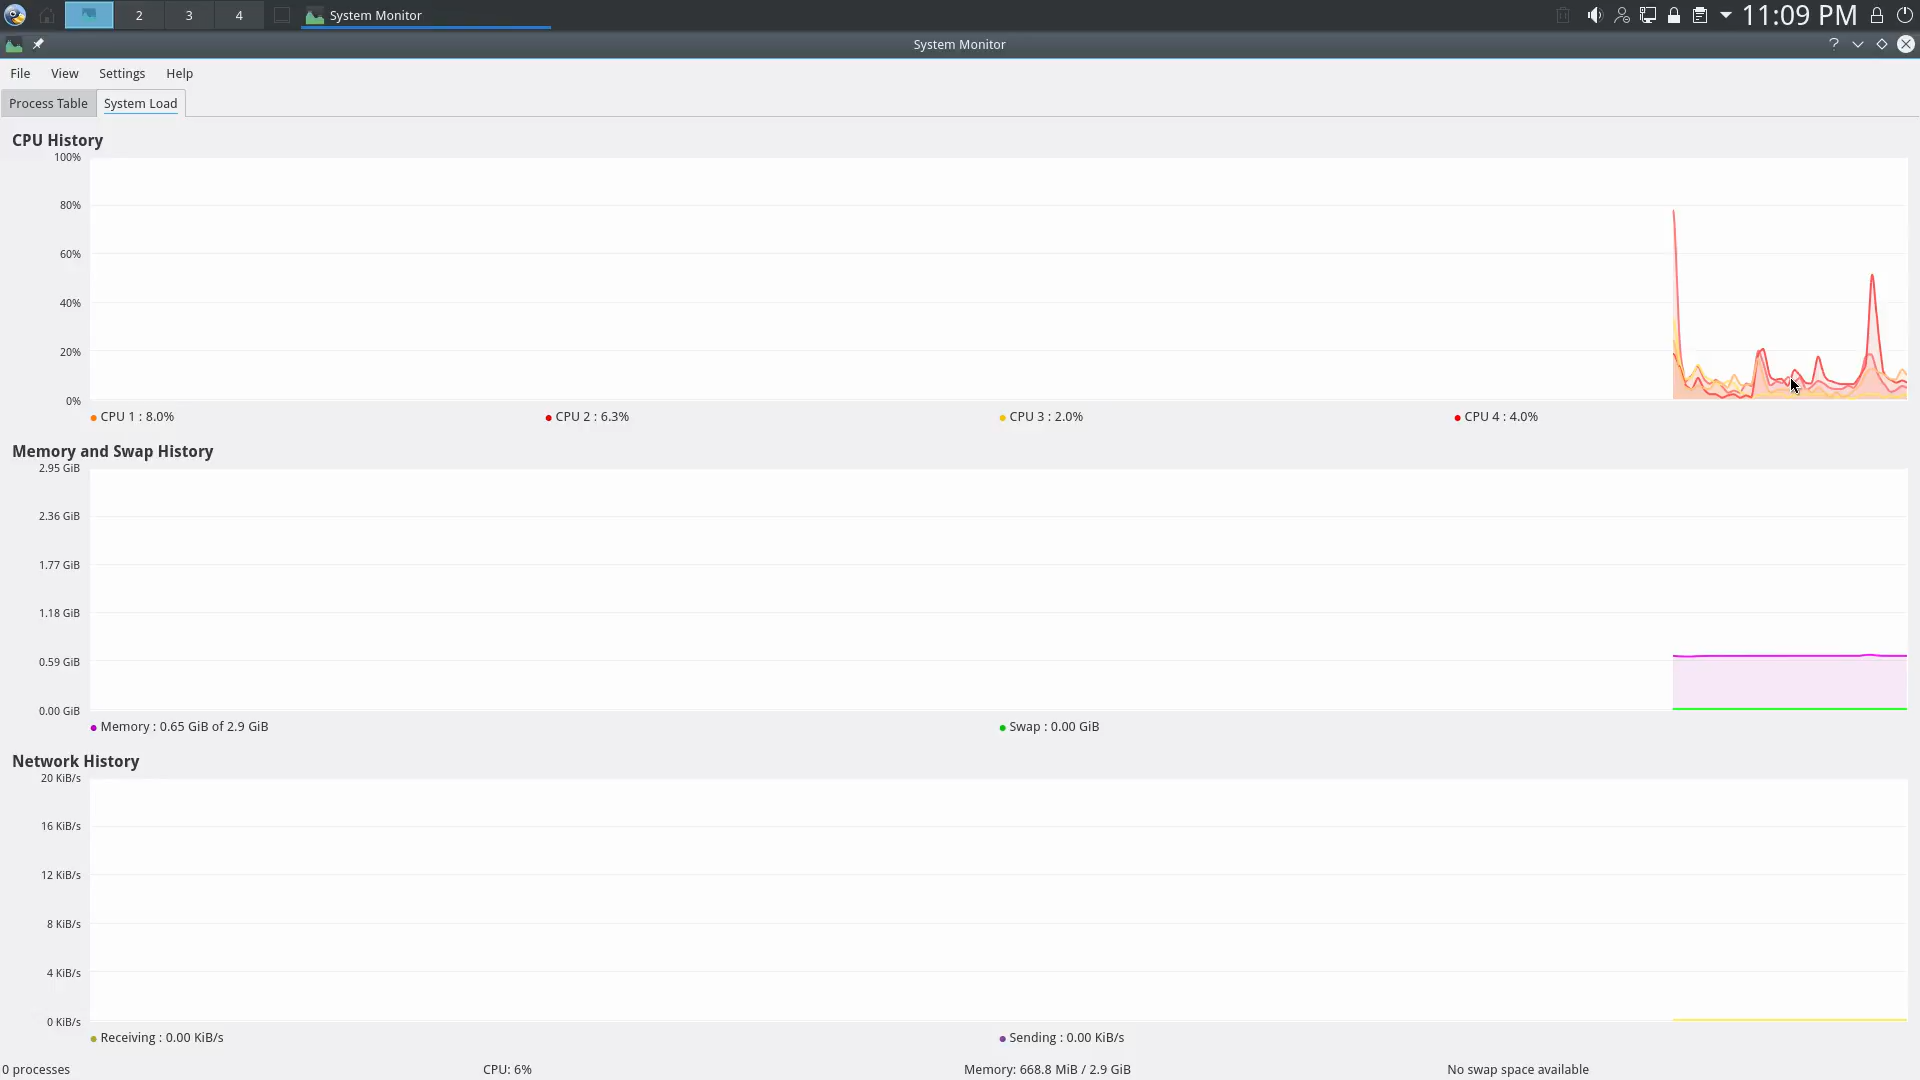 2 3 4 System Monitor 11:09 PM
System Monitor
File View Settings Help
Process Table System Load
CPU History
100%
80%
60%
40%
20%
0%
CPU 1 : 8.0% CPU 2 : 6.3% CPU 3 : 2.0% CPU 4 : 4.0%
Memory and Swap History
2.95 GiB
2.36 GiB
1.77 GiB
1.18 GiB
0.59 GiB
0.00 GiB
Memory : 0.65 GiB of 2.9 GiB Swap : 0.00 GiB
Network History
20 KiB/s
16 KiB/s
12 KiB/s
8 KiB/s
4 KiB/s
0 KiB/s
Receiving : 0.00 KiB/s Sending : 0.00 KiB/s
0 processes CPU: 6% Memory: 668.8 MiB / 2.9 GiB No swap space available